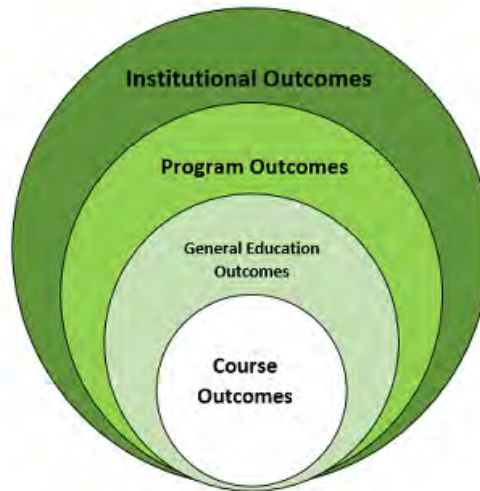 Institutional Outcomes
Program Outcomes
General Education
Outcomes
Course
Outcomes